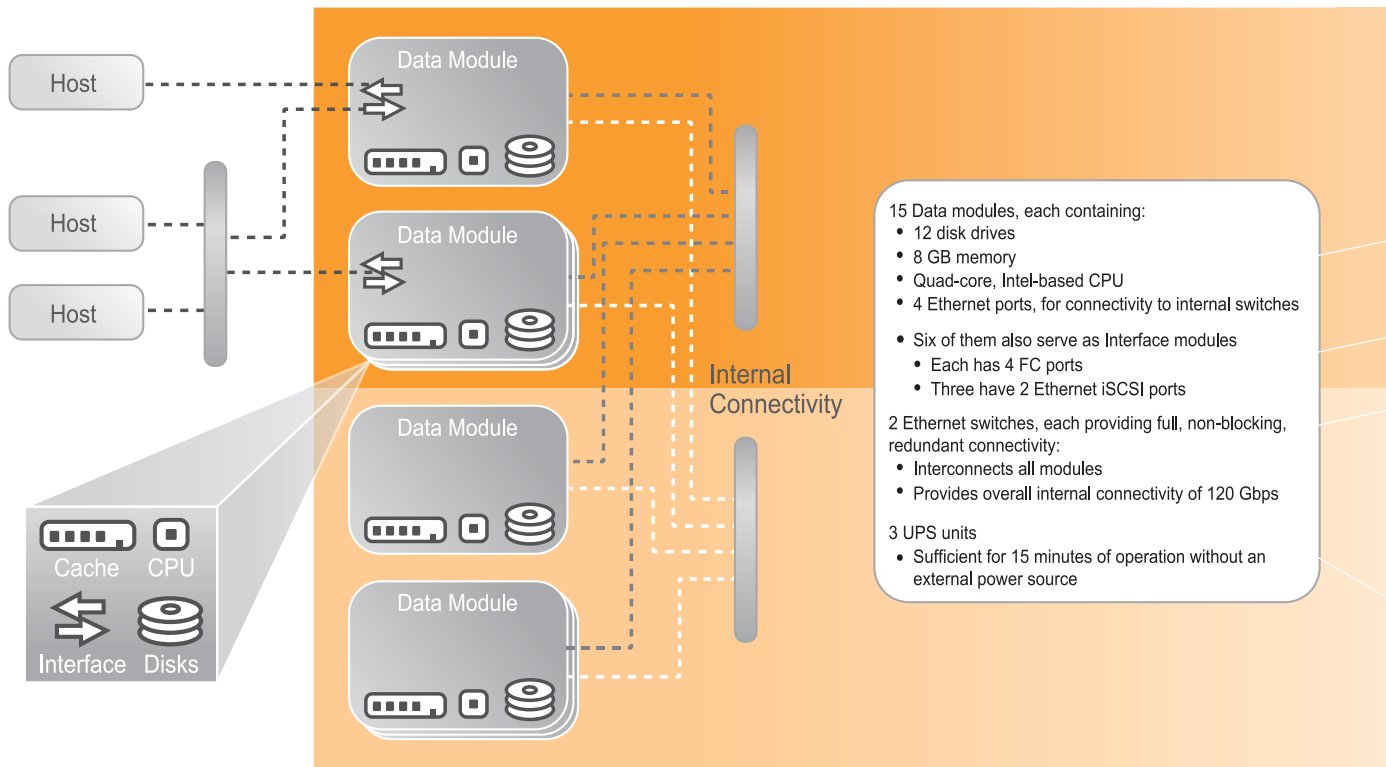 Host
Host
Host
Data Module
Data Module
Data Module
Data Module
Internal
Connectivity
Cache CPU
Interface Disks
15 Data modules, each containing:
• 12 disk drives
• 8 GB memory
• Quad-core, Intel-based CPU
• 4 Ethernet ports, for connectivity to internal switches
• Six of them also serve as Interface modules
• Each has 4 FC ports
• Three have 2 Ethernet iSCSI ports
2 Ethernet switches, each providing full, non-blocking,
redundant connectivity:
• Interconnects all modules
• Provides overall internal connectivity of 120 Gbps
3 UPS units
• Sufficient for 15 minutes of operation without an
external power source